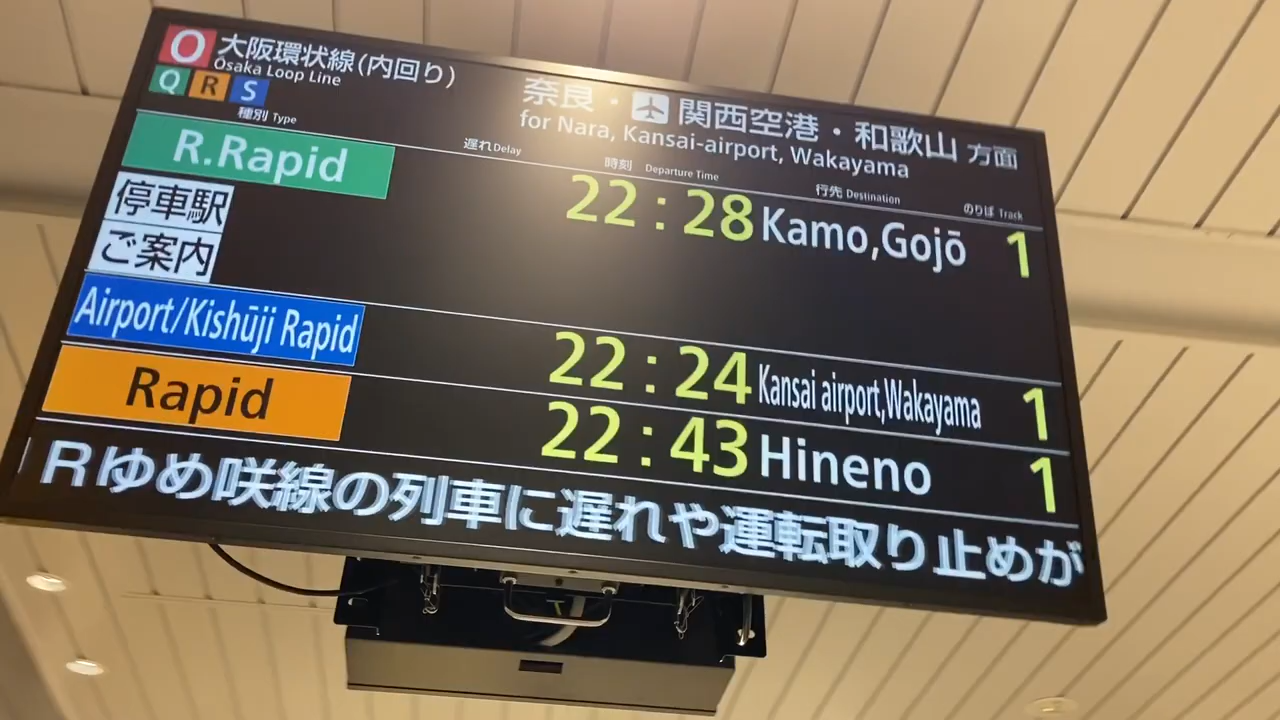 O 大阪環状線(内回り)
Ōsaka Loop Line
Q R S
奈良・関西空港・和歌山 方面
for Nara, Kansai-airport, Wakayama
種別 Type 遅れ Delay 時刻 Departure Time 行先 Destination のりば Track
R.Rapid 22:28 Kamo,Gojō 1
停車駅
ご案内
Airport/Kishūji Rapid 22:24 Kansai airport,Wakayama 1
Rapid 22:43 Hineno 1
Rゆめ咲線の列車に遅れや運転取り止めが